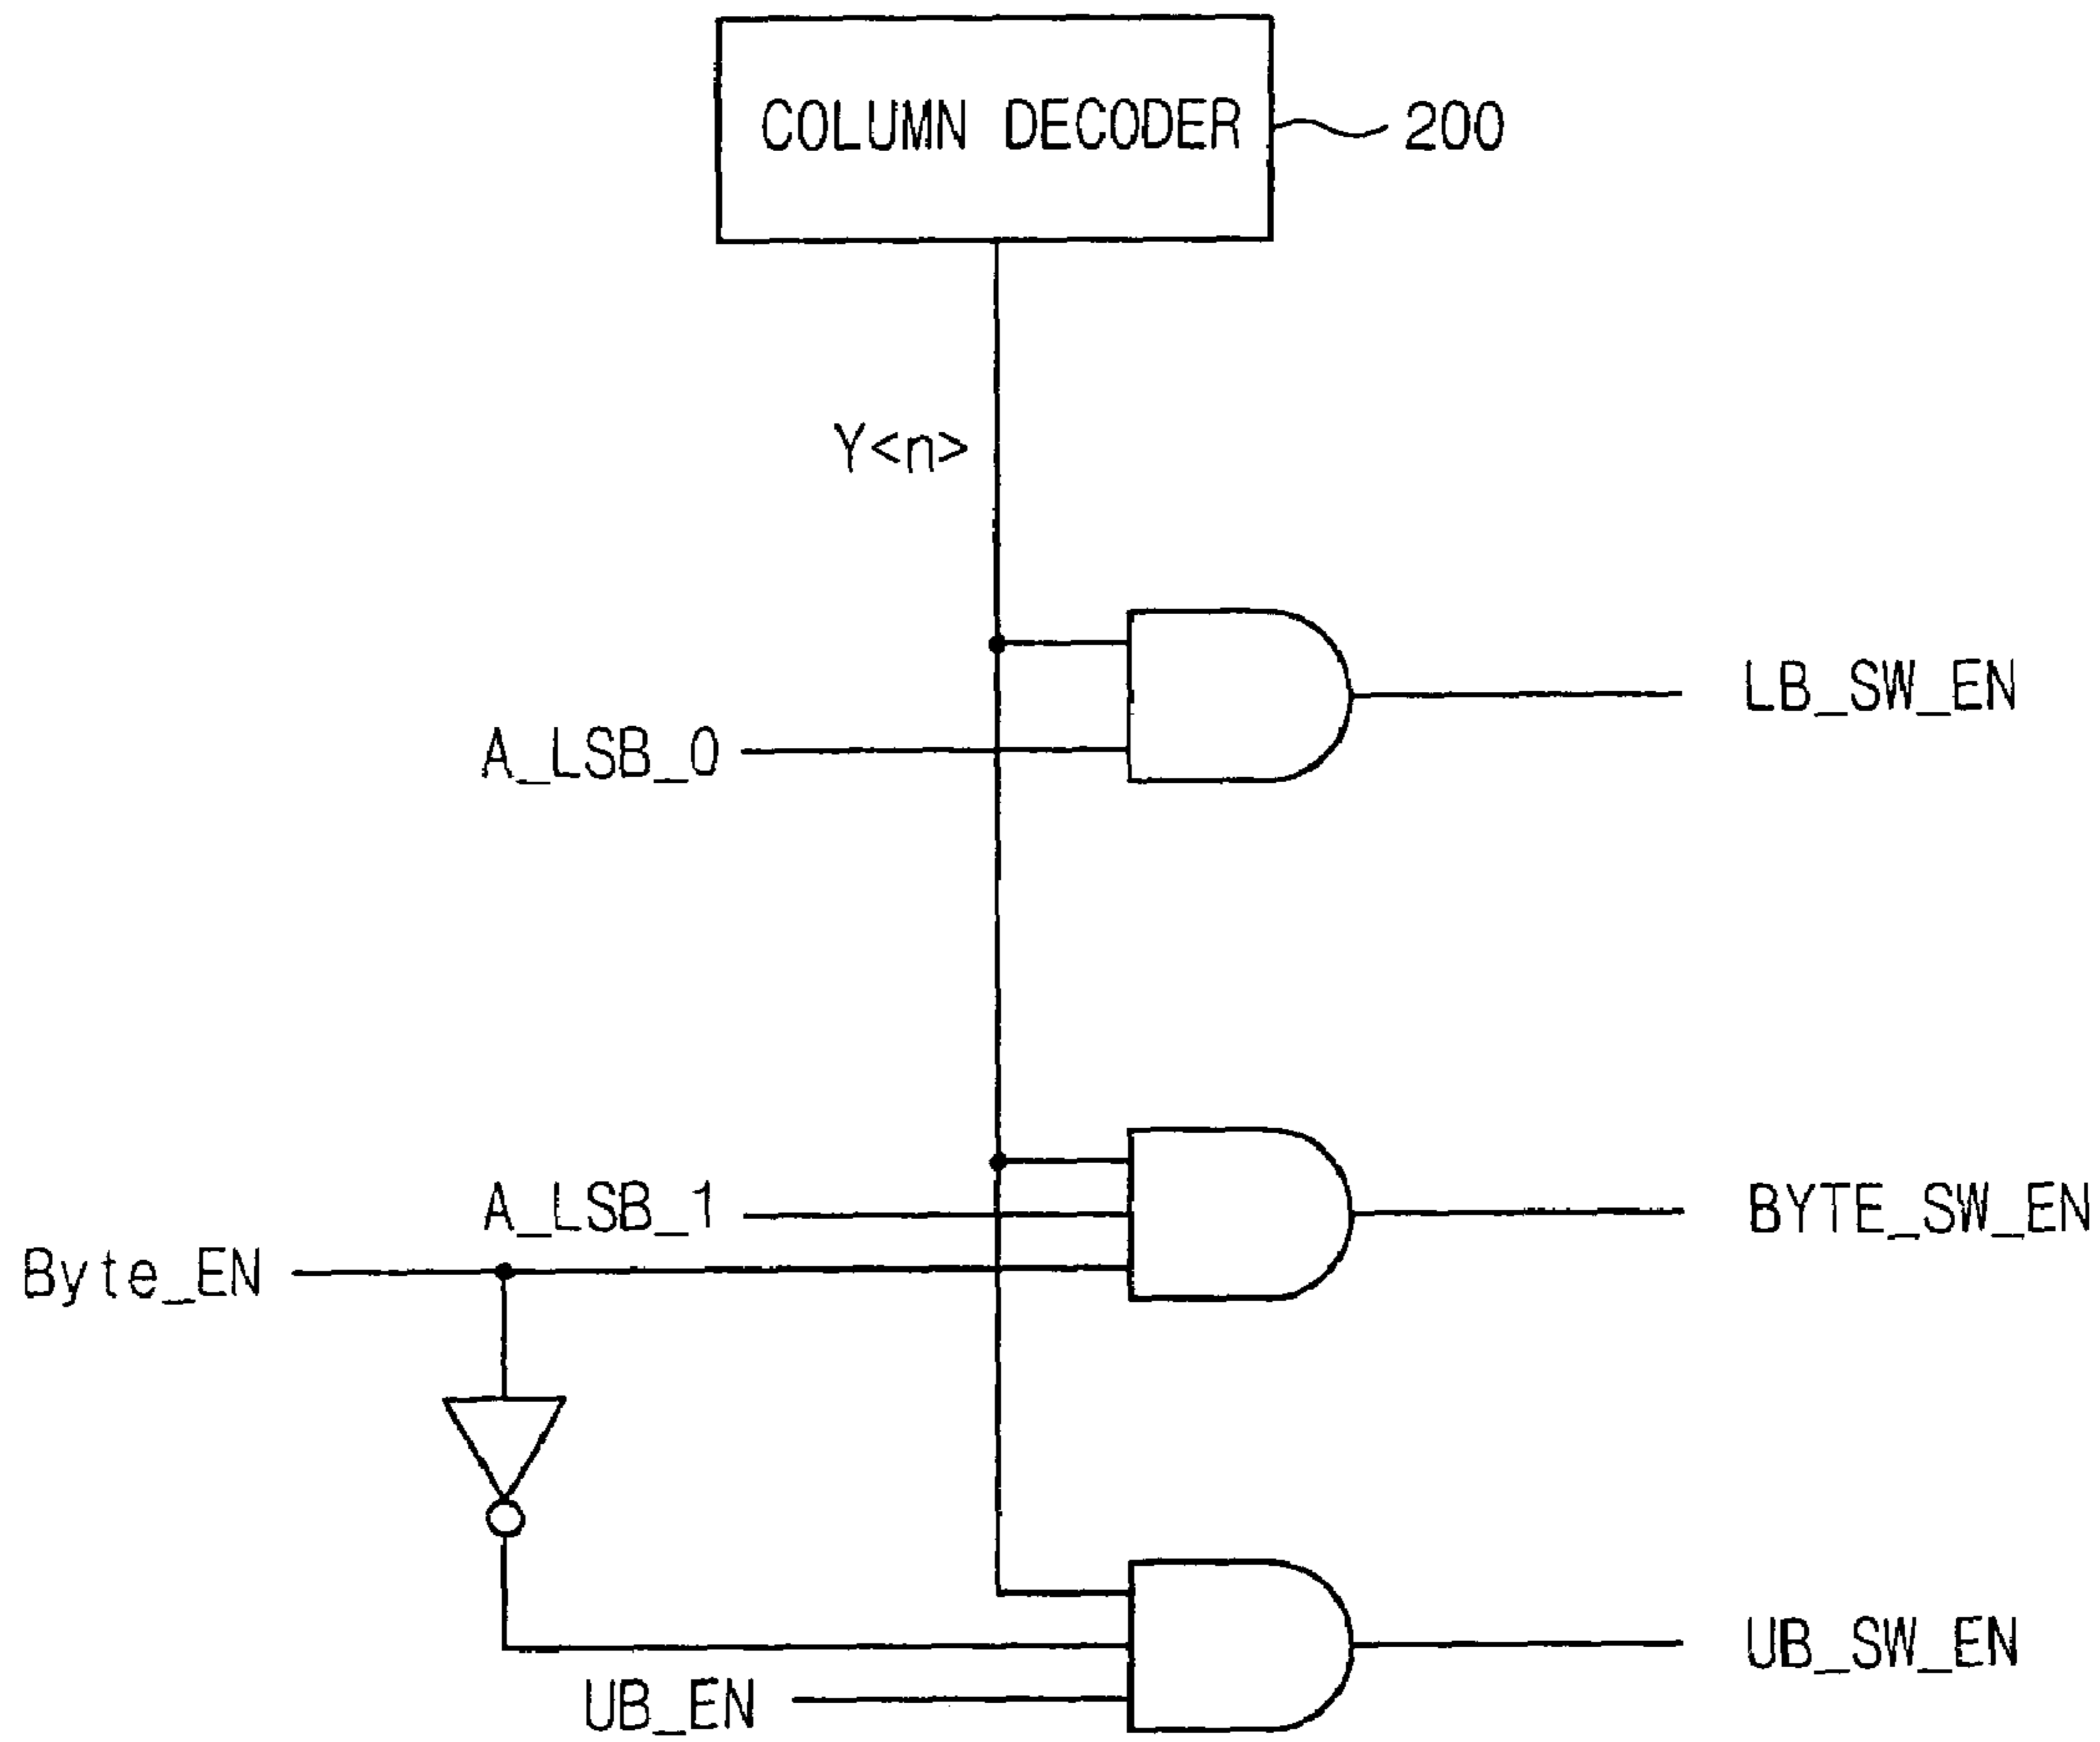 COLUMN DECODER
200
Y<n>
LB_SW_EN
A_LSB_0
A_LSB_1
BYTE_SW_EN
Byte_EN
UB_SW_EN
UB_EN